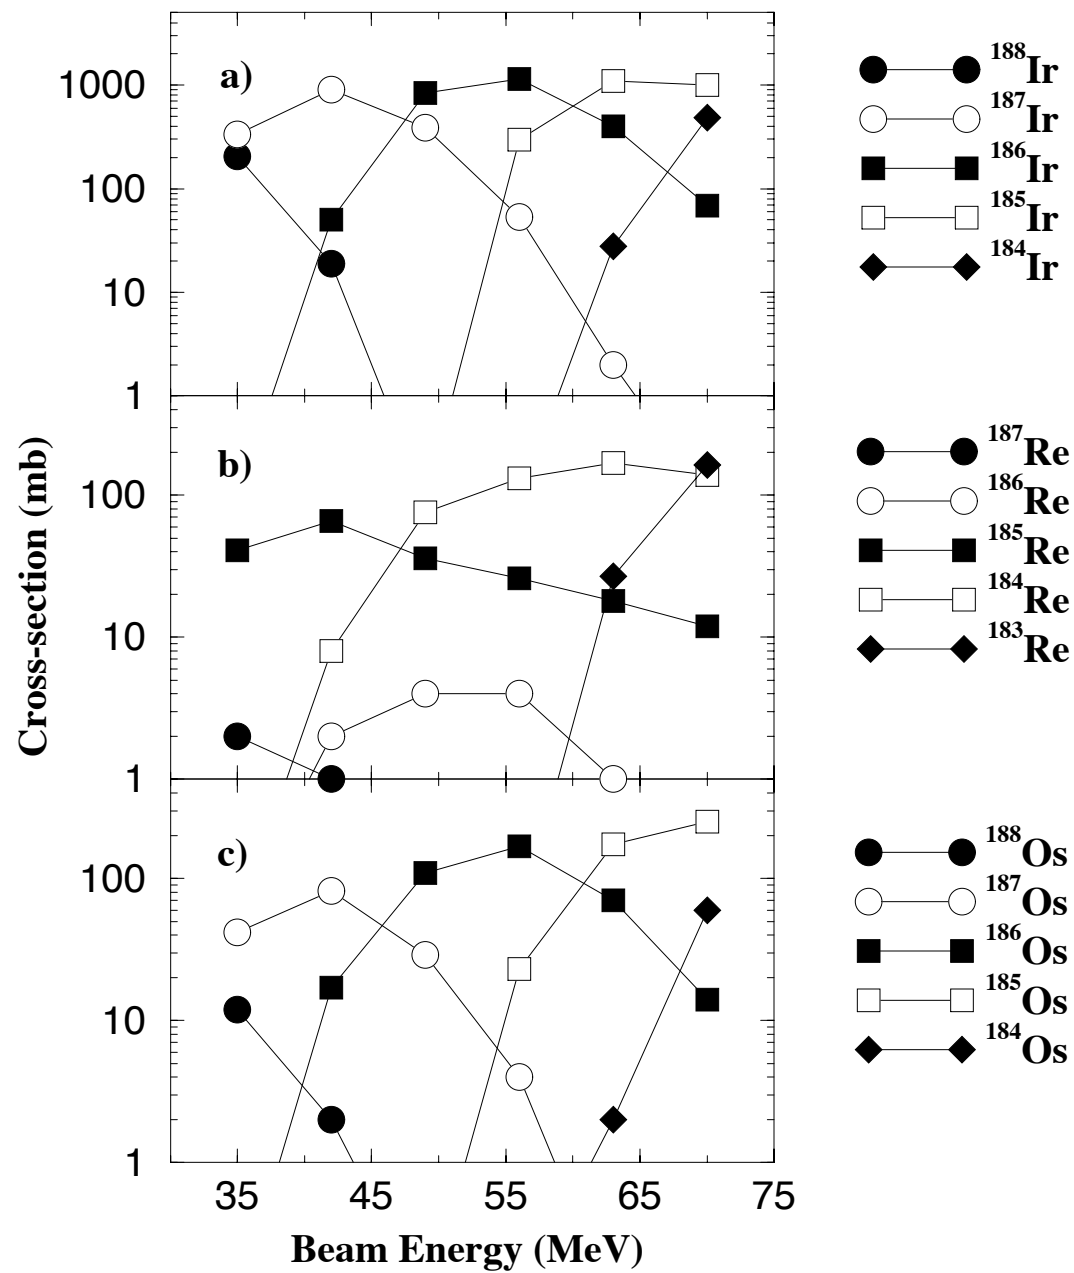 a)
1000
100
10
1
188Ir
187Ir
186Ir
185Ir
184Ir
Cross-section (mb)
b)
100
10
1
187Re
186Re
185Re
184Re
183Re
c)
100
10
1
188Os
187Os
186Os
185Os
184Os
35 45 55 65 75
Beam Energy (MeV)